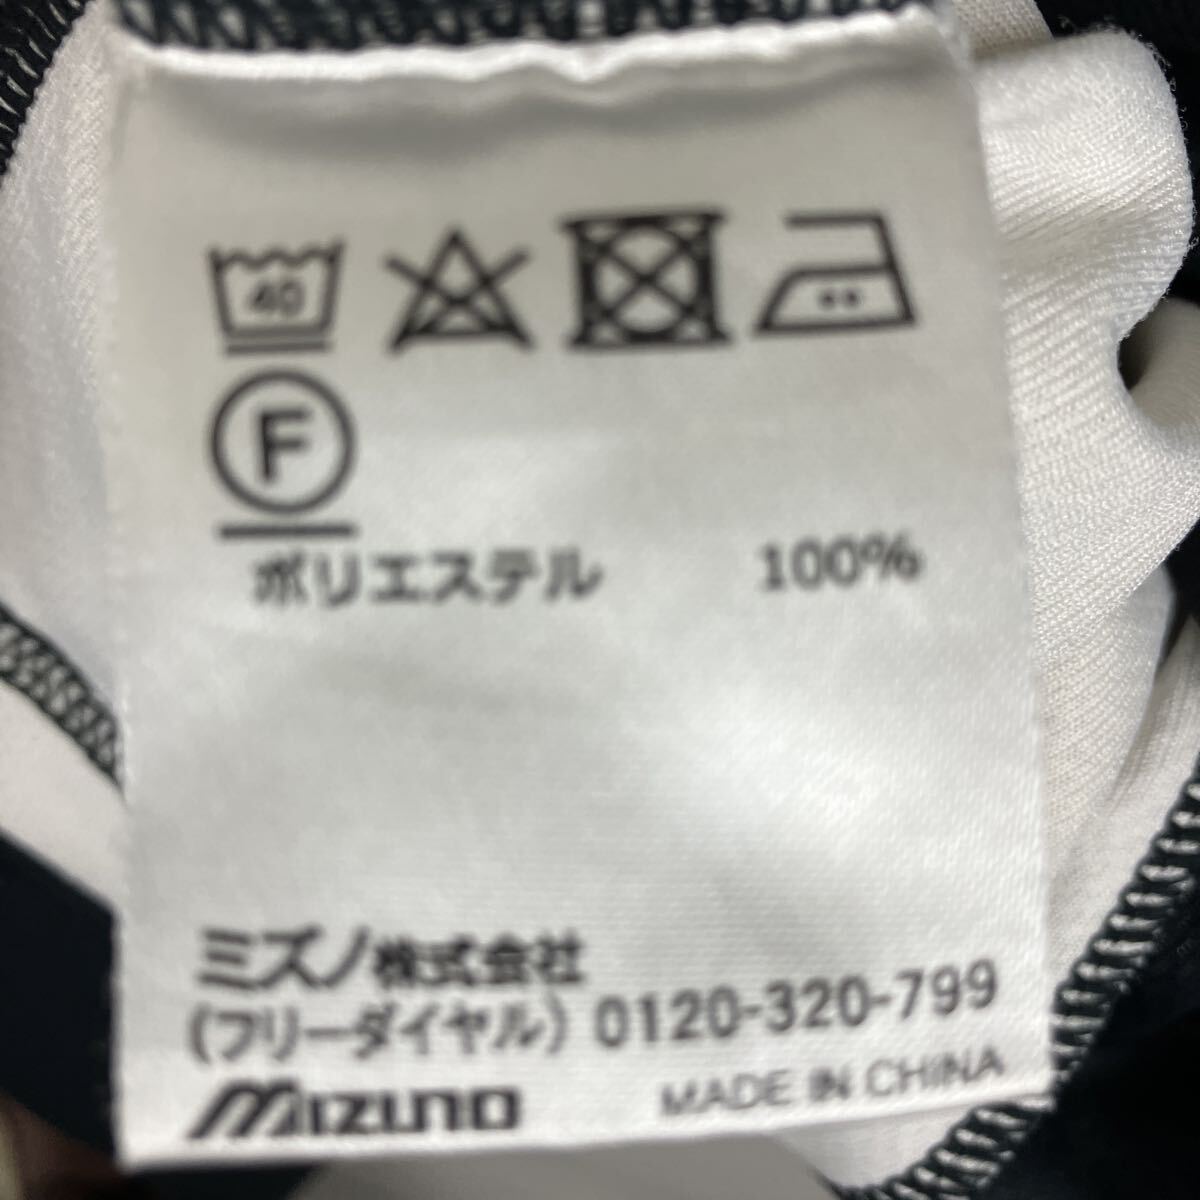 40
F
ポリエステル 100%
ミズノ株式会社
(フリーダイヤル) 0120-320-799
MIZUNO MADE IN CHINA